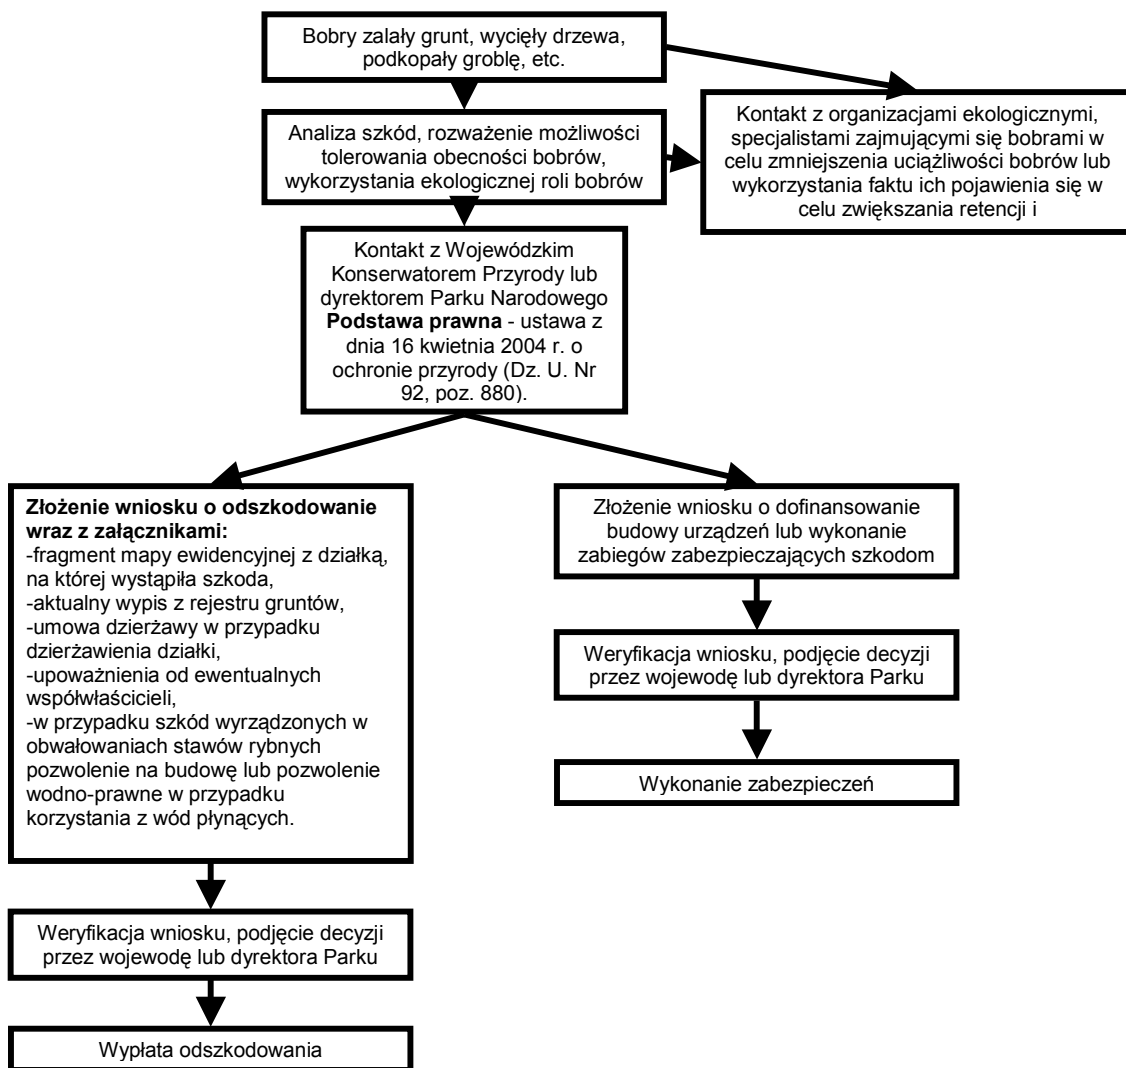 Bobry zalały grunt, wycięły drzewa,
podkopały groblę, etc.
Kontakt z organizacjami ekologicznymi,
specjalistami zajmującymi się bobrami w
celu zmniejszenia uciążliwości bobrów lub
wykorzystania faktu ich pojawienia się w
celu zwiększania retencji i
Analiza szkód, rozważenie możliwości
tolerowania obecności bobrów,
wykorzystania ekologicznej roli bobrów
Kontakt z Wojewódzkim
Konserwatorem Przyrody lub
dyrektorem Parku Narodowego
Podstawa prawna - ustawa z
dnia 16 kwietnia 2004 r. o
ochronie przyrody (Dz. U. Nr
92, poz. 880).
Złożenie wniosku o odszkodowanie
wraz z załącznikami:
-fragment mapy ewidencyjnej z działką,
na której wystąpiła szkoda,
-aktualny wypis z rejestru gruntów,
-umowa dzierżawy w przypadku
dzierżawienia działki,
-upoważnienia od ewentualnych
współwłaścicieli,
-w przypadku szkód wyrządzonych w
obwałowaniach stawów rybnych
pozwolenie na budowę lub pozwolenie
wodno-prawne w przypadku
korzystania z wód płynących.
Weryfikacja wniosku, podjęcie decyzji
przez wojewodę lub dyrektora Parku
Wypłata odszkodowania
Złożenie wniosku o dofinansowanie
budowy urządzeń lub wykonanie
zabiegów zabezpieczających szkodom
Weryfikacja wniosku, podjęcie decyzji
przez wojewodę lub dyrektora Parku
Wykonanie zabezpieczeń